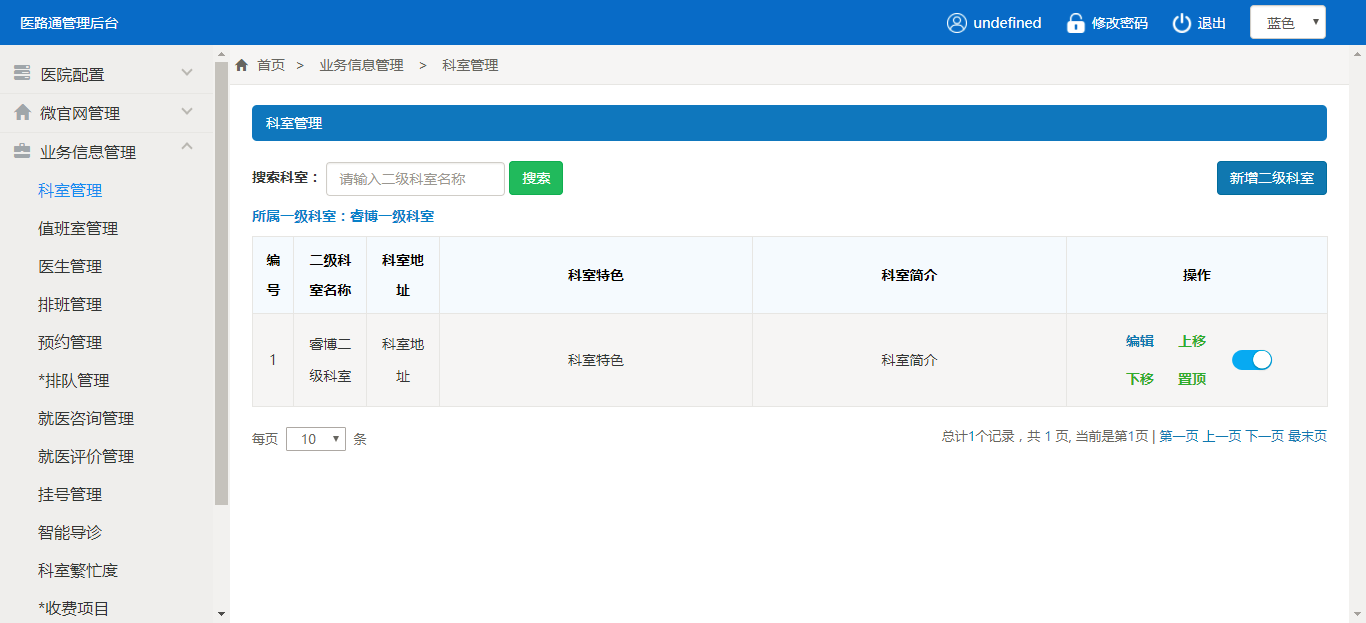 医路通管理后台
undefined
修改密码
退出
蓝色
医院配置
微官网管理
业务信息管理
科室管理
值班室管理
医生管理
排班管理
预约管理
*排队管理
就医咨询管理
就医评价管理
挂号管理
智能导诊
科室繁忙度
*收费项目
首页 > 业务信息管理 > 科室管理
科室管理
搜索科室：
请输入二级科室名称
搜索
新增二级科室
所属一级科室：睿博一级科室
编
号
二级科
室名称
科室地
址
科室特色
科室简介
操作
1
睿博二
级科室
科室地
址
科室特色
科室简介
编辑 上移
下移 置顶
每页 10 条
总计1个记录，共 1 页, 当前是第1页 | 第一页 上一页 下一页 最末页